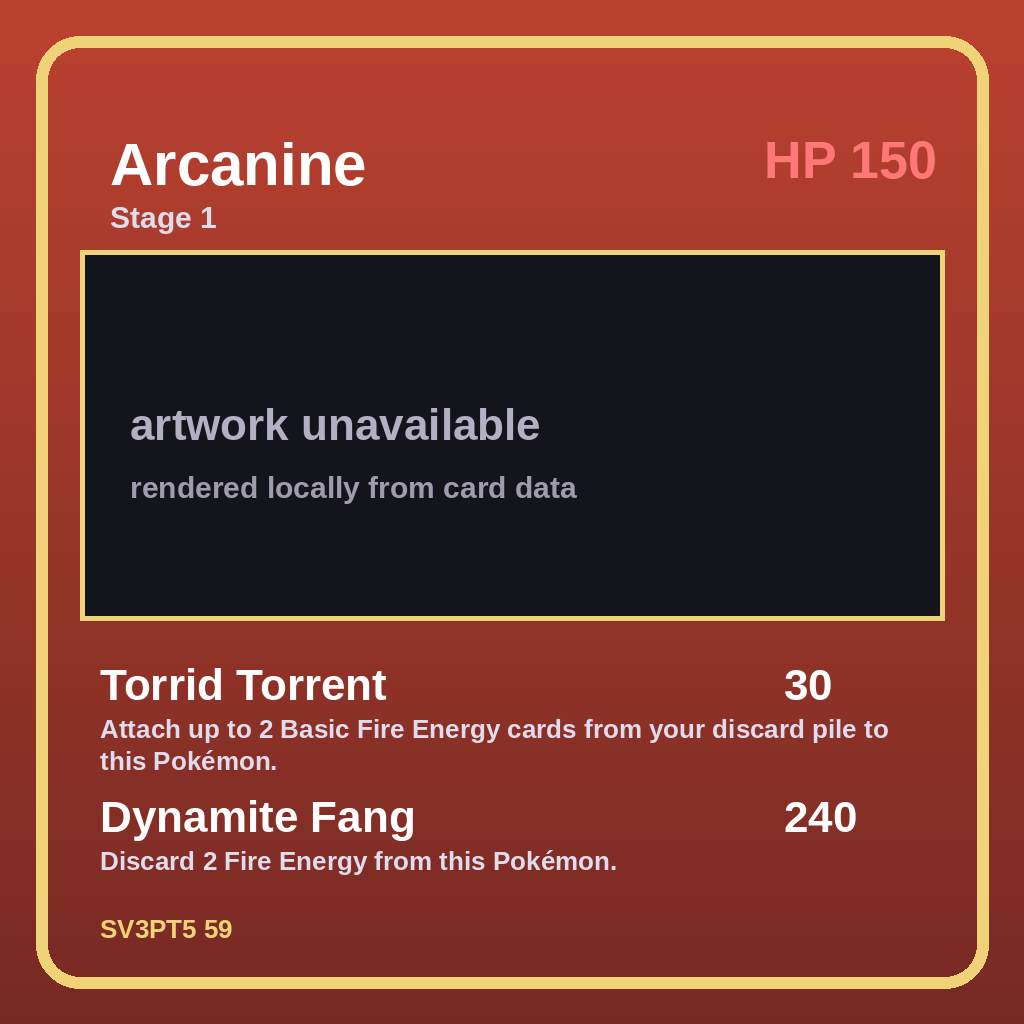 Arcanine
HP 150
Stage 1
artwork unavailable
rendered locally from card data
Torrid Torrent 30
Attach up to 2 Basic Fire Energy cards from your discard pile to
this Pokémon.
Dynamite Fang 240
Discard 2 Fire Energy from this Pokémon.
SV3PT5 59